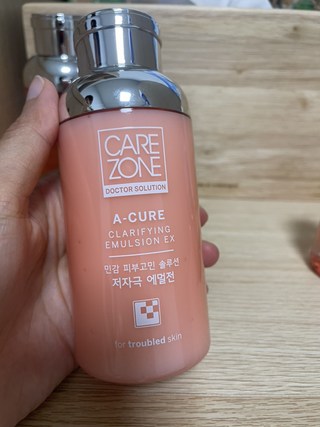 CARE
ZONE
DOCTOR SOLUTION
A-CURE
CLARIFYING
EMULSION EX
민감 피부고민 솔루션
저자극 에멀전
for troubled skin